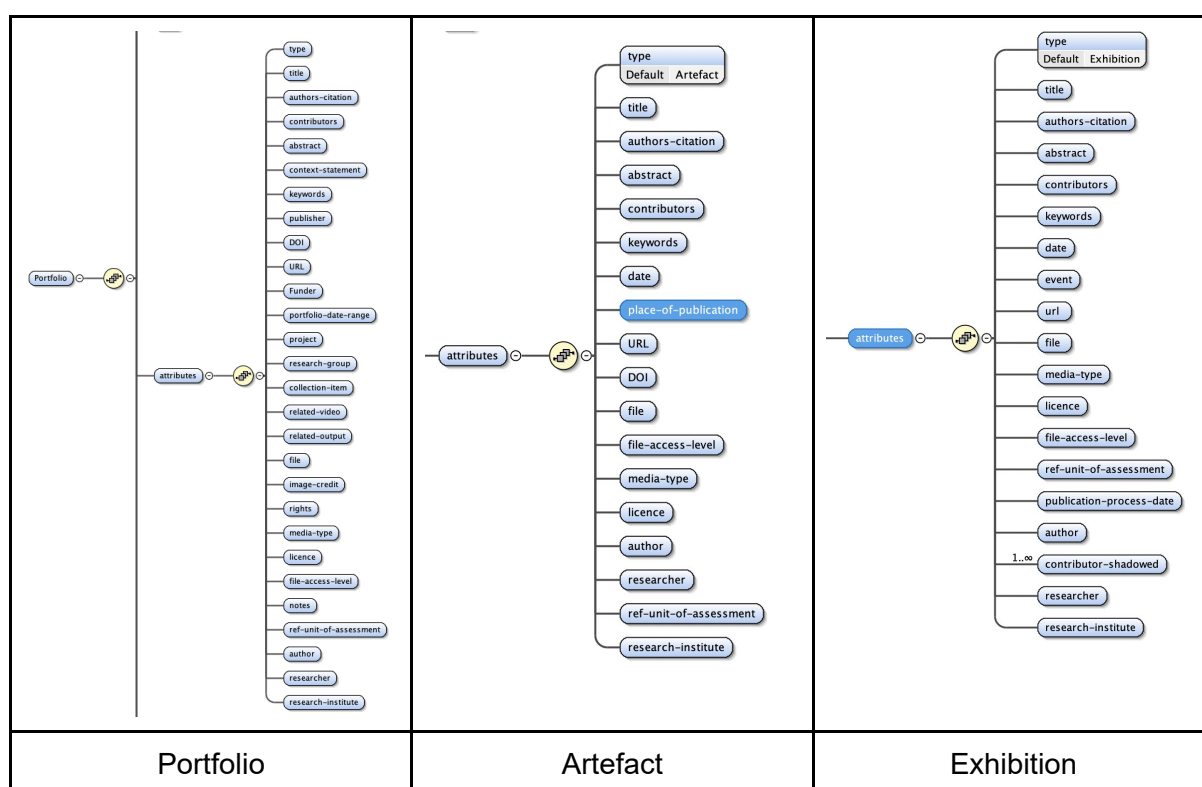 type
title
authors-citation
contributors
abstract
context-statement
keywords
publisher
DOI
URL
Funder
portfolio-date-range
project
research-group
collection-item
related-video
related-output
file
image-credit
rights
media-type
licence
file-access-level
notes
ref-unit-of-assessment
author
researcher
research-institute
Portfolio
attributes
Portfolio
type
Default Artefact
title
authors-citation
abstract
contributors
keywords
date
place-of-publication
URL
DOI
file
file-access-level
media-type
licence
author
researcher
ref-unit-of-assessment
research-institute
attributes
Artefact
type
Default Exhibition
title
authors-citation
abstract
contributors
keywords
date
event
url
file
media-type
licence
file-access-level
ref-unit-of-assessment
publication-process-date
author
1..∞ contributor-shadowed
researcher
research-institute
attributes
Exhibition